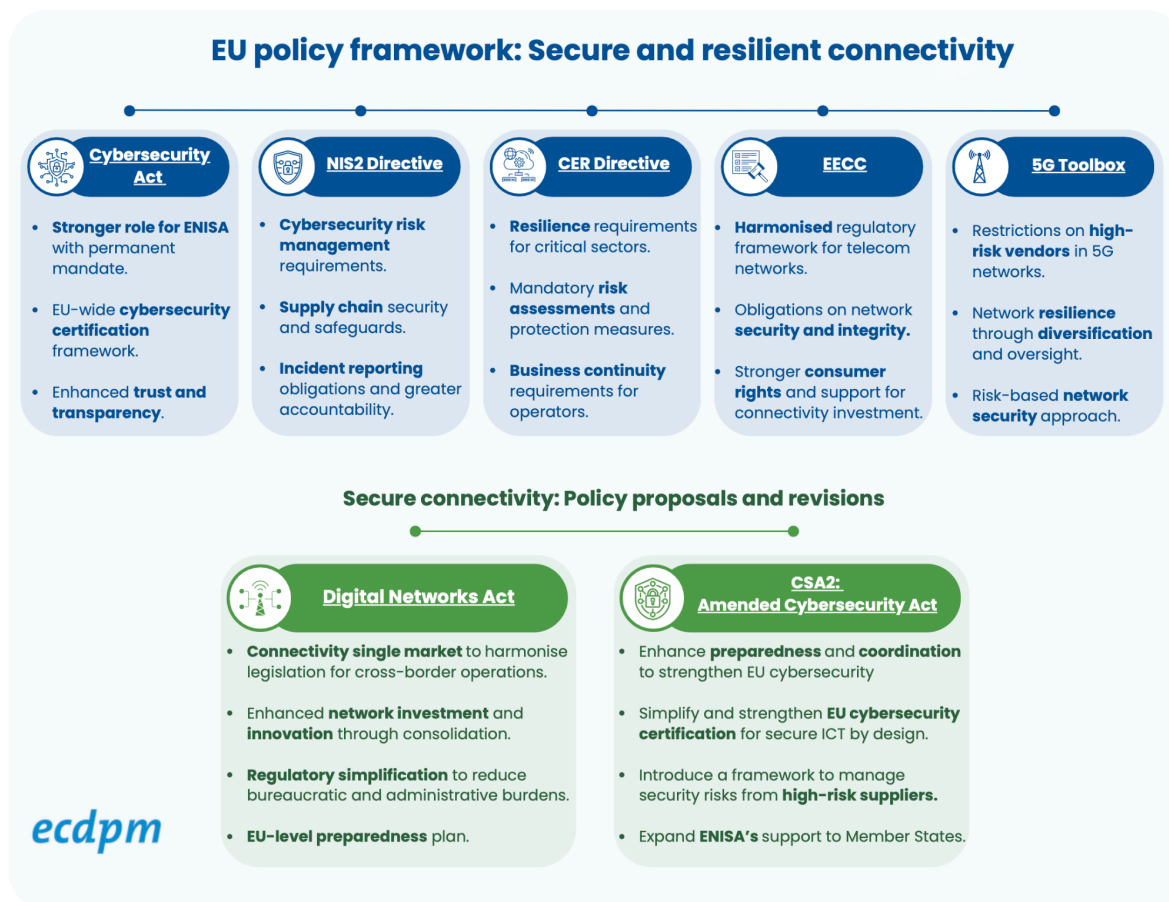 EU policy framework: Secure and resilient connectivity
Cybersecurity
Act
• Stronger role for ENISA
with permanent
mandate.
• EU-wide cybersecurity
certification
framework.
• Enhanced trust and
transparency.
NIS2 Directive
• Cybersecurity risk
management
requirements.
• Supply chain security
and safeguards.
• Incident reporting
obligations and greater
accountability.
CER Directive
• Resilience requirements
for critical sectors.
• Mandatory risk
assessments and
protection measures.
• Business continuity
requirements for
operators.
EECC
• Harmonised regulatory
framework for telecom
networks.
• Obligations on network
security and integrity.
• Stronger consumer
rights and support for
connectivity investment.
5G Toolbox
• Restrictions on high-
risk vendors in 5G
networks.
• Network resilience
through diversification
and oversight.
• Risk-based network
security approach.
Secure connectivity: Policy proposals and revisions
Digital Networks Act
• Connectivity single market to harmonise
legislation for cross-border operations.
• Enhanced network investment and
innovation through consolidation.
• Regulatory simplification to reduce
bureaucratic and administrative burdens.
• EU-level preparedness plan.
CSA2:
Amended Cybersecurity Act
• Enhance preparedness and coordination
to strengthen EU cybersecurity
• Simplify and strengthen EU cybersecurity
certification for secure ICT by design.
• Introduce a framework to manage
security risks from high-risk suppliers.
• Expand ENISA's support to Member States.
ecdpm